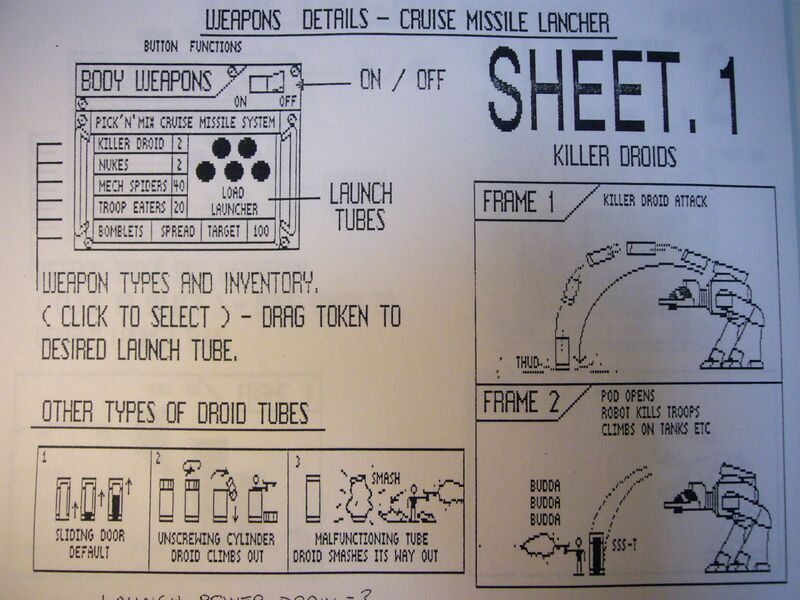 WEAPONS DETAILS - CRUISE MISSILE LANCHER
BUTTON FUNCTIONS
BODY WEAPONS
ON OFF
ON / OFF
PICK'N'MIX CRUISE MISSILE SYSTEM
KILLER DROID 2
NUKES 2
MECH SPIDERS 40
TROOP EATERS 20
LOAD
LAUNCHER
BOMBLETS SPREAD TARGET 100
LAUNCH
TUBES
WEAPON TYPES AND INVENTORY.
( CLICK TO SELECT ) - DRAG TOKEN TO
DESIRED LAUNCH TUBE.
OTHER TYPES OF DROID TUBES
1
SLIDING DOOR
DEFAULT
2
UNSCREWING CYLINDER
DROID CLIMBS OUT
3
SMASH
MALFUNCTIONING TUBE
DROID SMASHES ITS WAY OUT
LAUNCH POWER DRAIN = ?
SHEET.1
KILLER DROIDS
FRAME 1
KILLER DROID ATTACK
THUD
FRAME 2
POD OPENS
ROBOT KILLS TROOPS
CLIMBS ON TANKS ETC
BUDDA
BUDDA
BUDDA
SSS-T